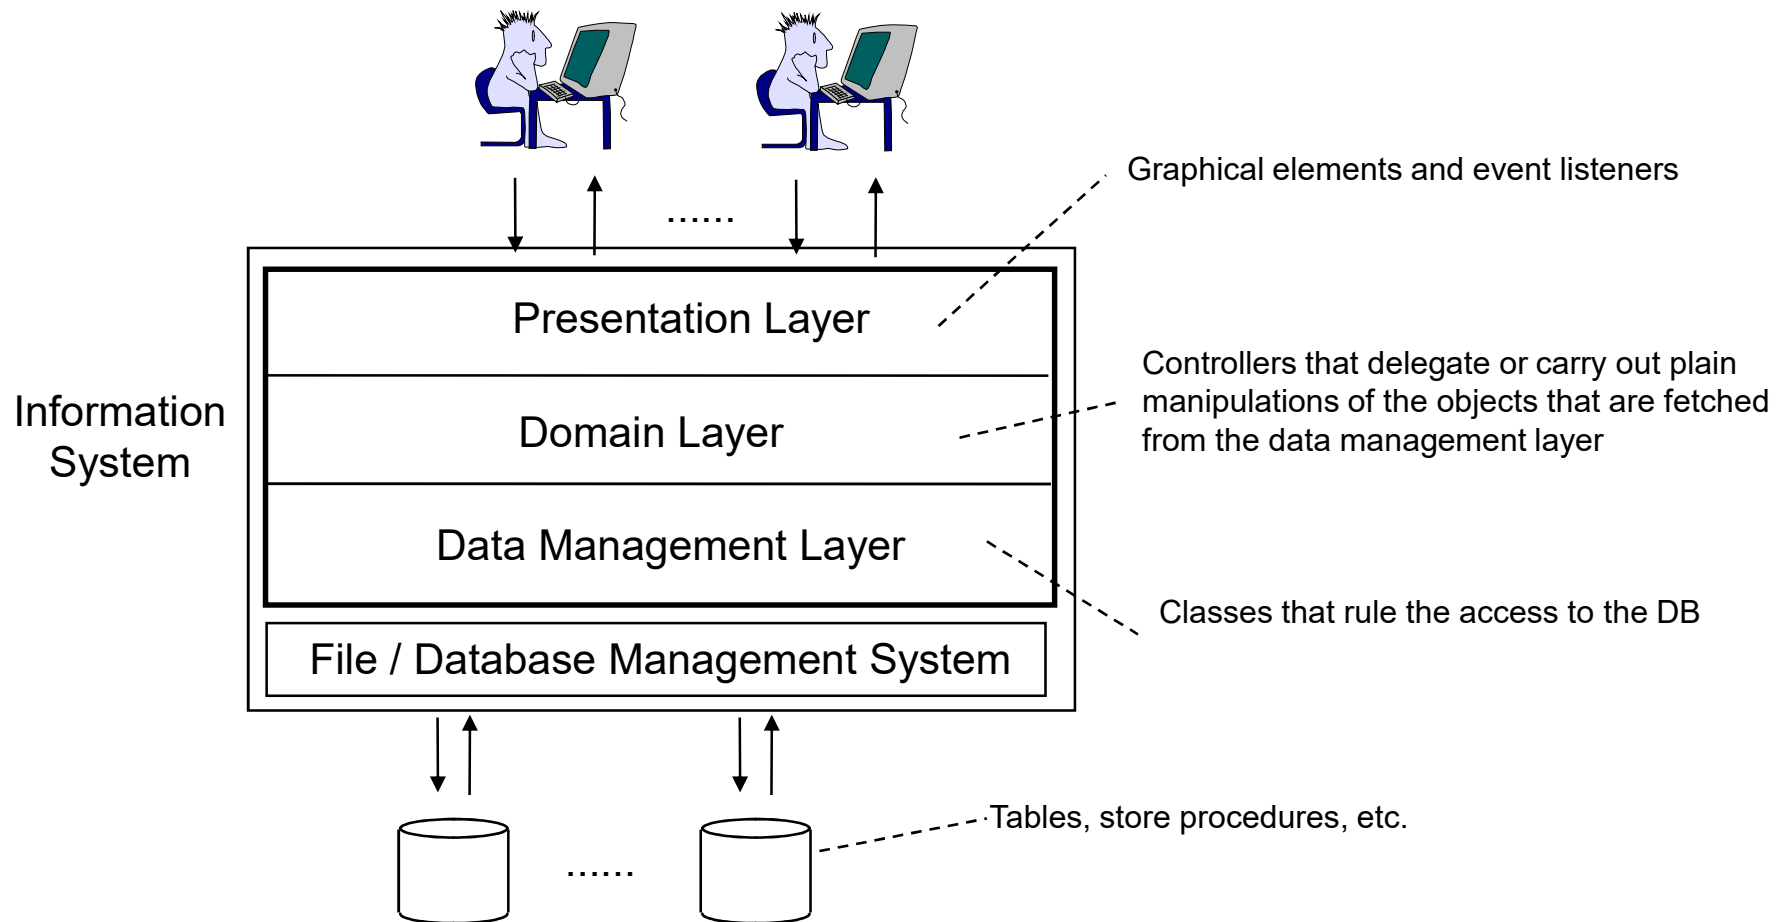 Graphical elements and event listeners
......
Presentation Layer
Controllers that delegate or carry out plain
manipulations of the objects that are fetched
from the data management layer
Information
System
Domain Layer
Data Management Layer
Classes that rule the access to the DB
File / Database Management System
Tables, store procedures, etc.
......